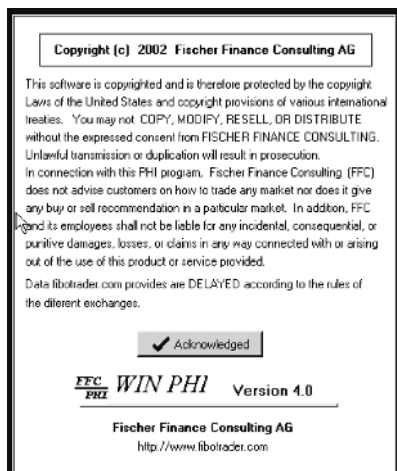 Copyright (c) 2002 Fischer Finance Consulting AG
This software is copyrighted and is therefore protected by the copyright
Laws of the United States and copyright provisions of various international
treaties. You may not COPY, MODIFY, RESELL, OR DISTRIBUTE
without the expressed consent from FISCHER FINANCE CONSULTING.
Unlawful transmission or duplication will result in prosecution.
In connection with this PHI program, Fischer Finance Consulting (FFC)
does not advise customers on how to trade any market nor does it give
any buy or sell recommendation in a particular market. In addition, FFC
and its employees shall not be liable for any incidental, consequential, or
punitive damages, losses, or claims in any way connected with or arising
out of the use of this product or service provided.
Data fibotrader.com provides are DELAYED according to the rules of
the diferent exchanges.
Acknowledged
FFC
PHI
WIN PHI Version 4.0
Fischer Finance Consulting AG
http://www.fibotrader.com